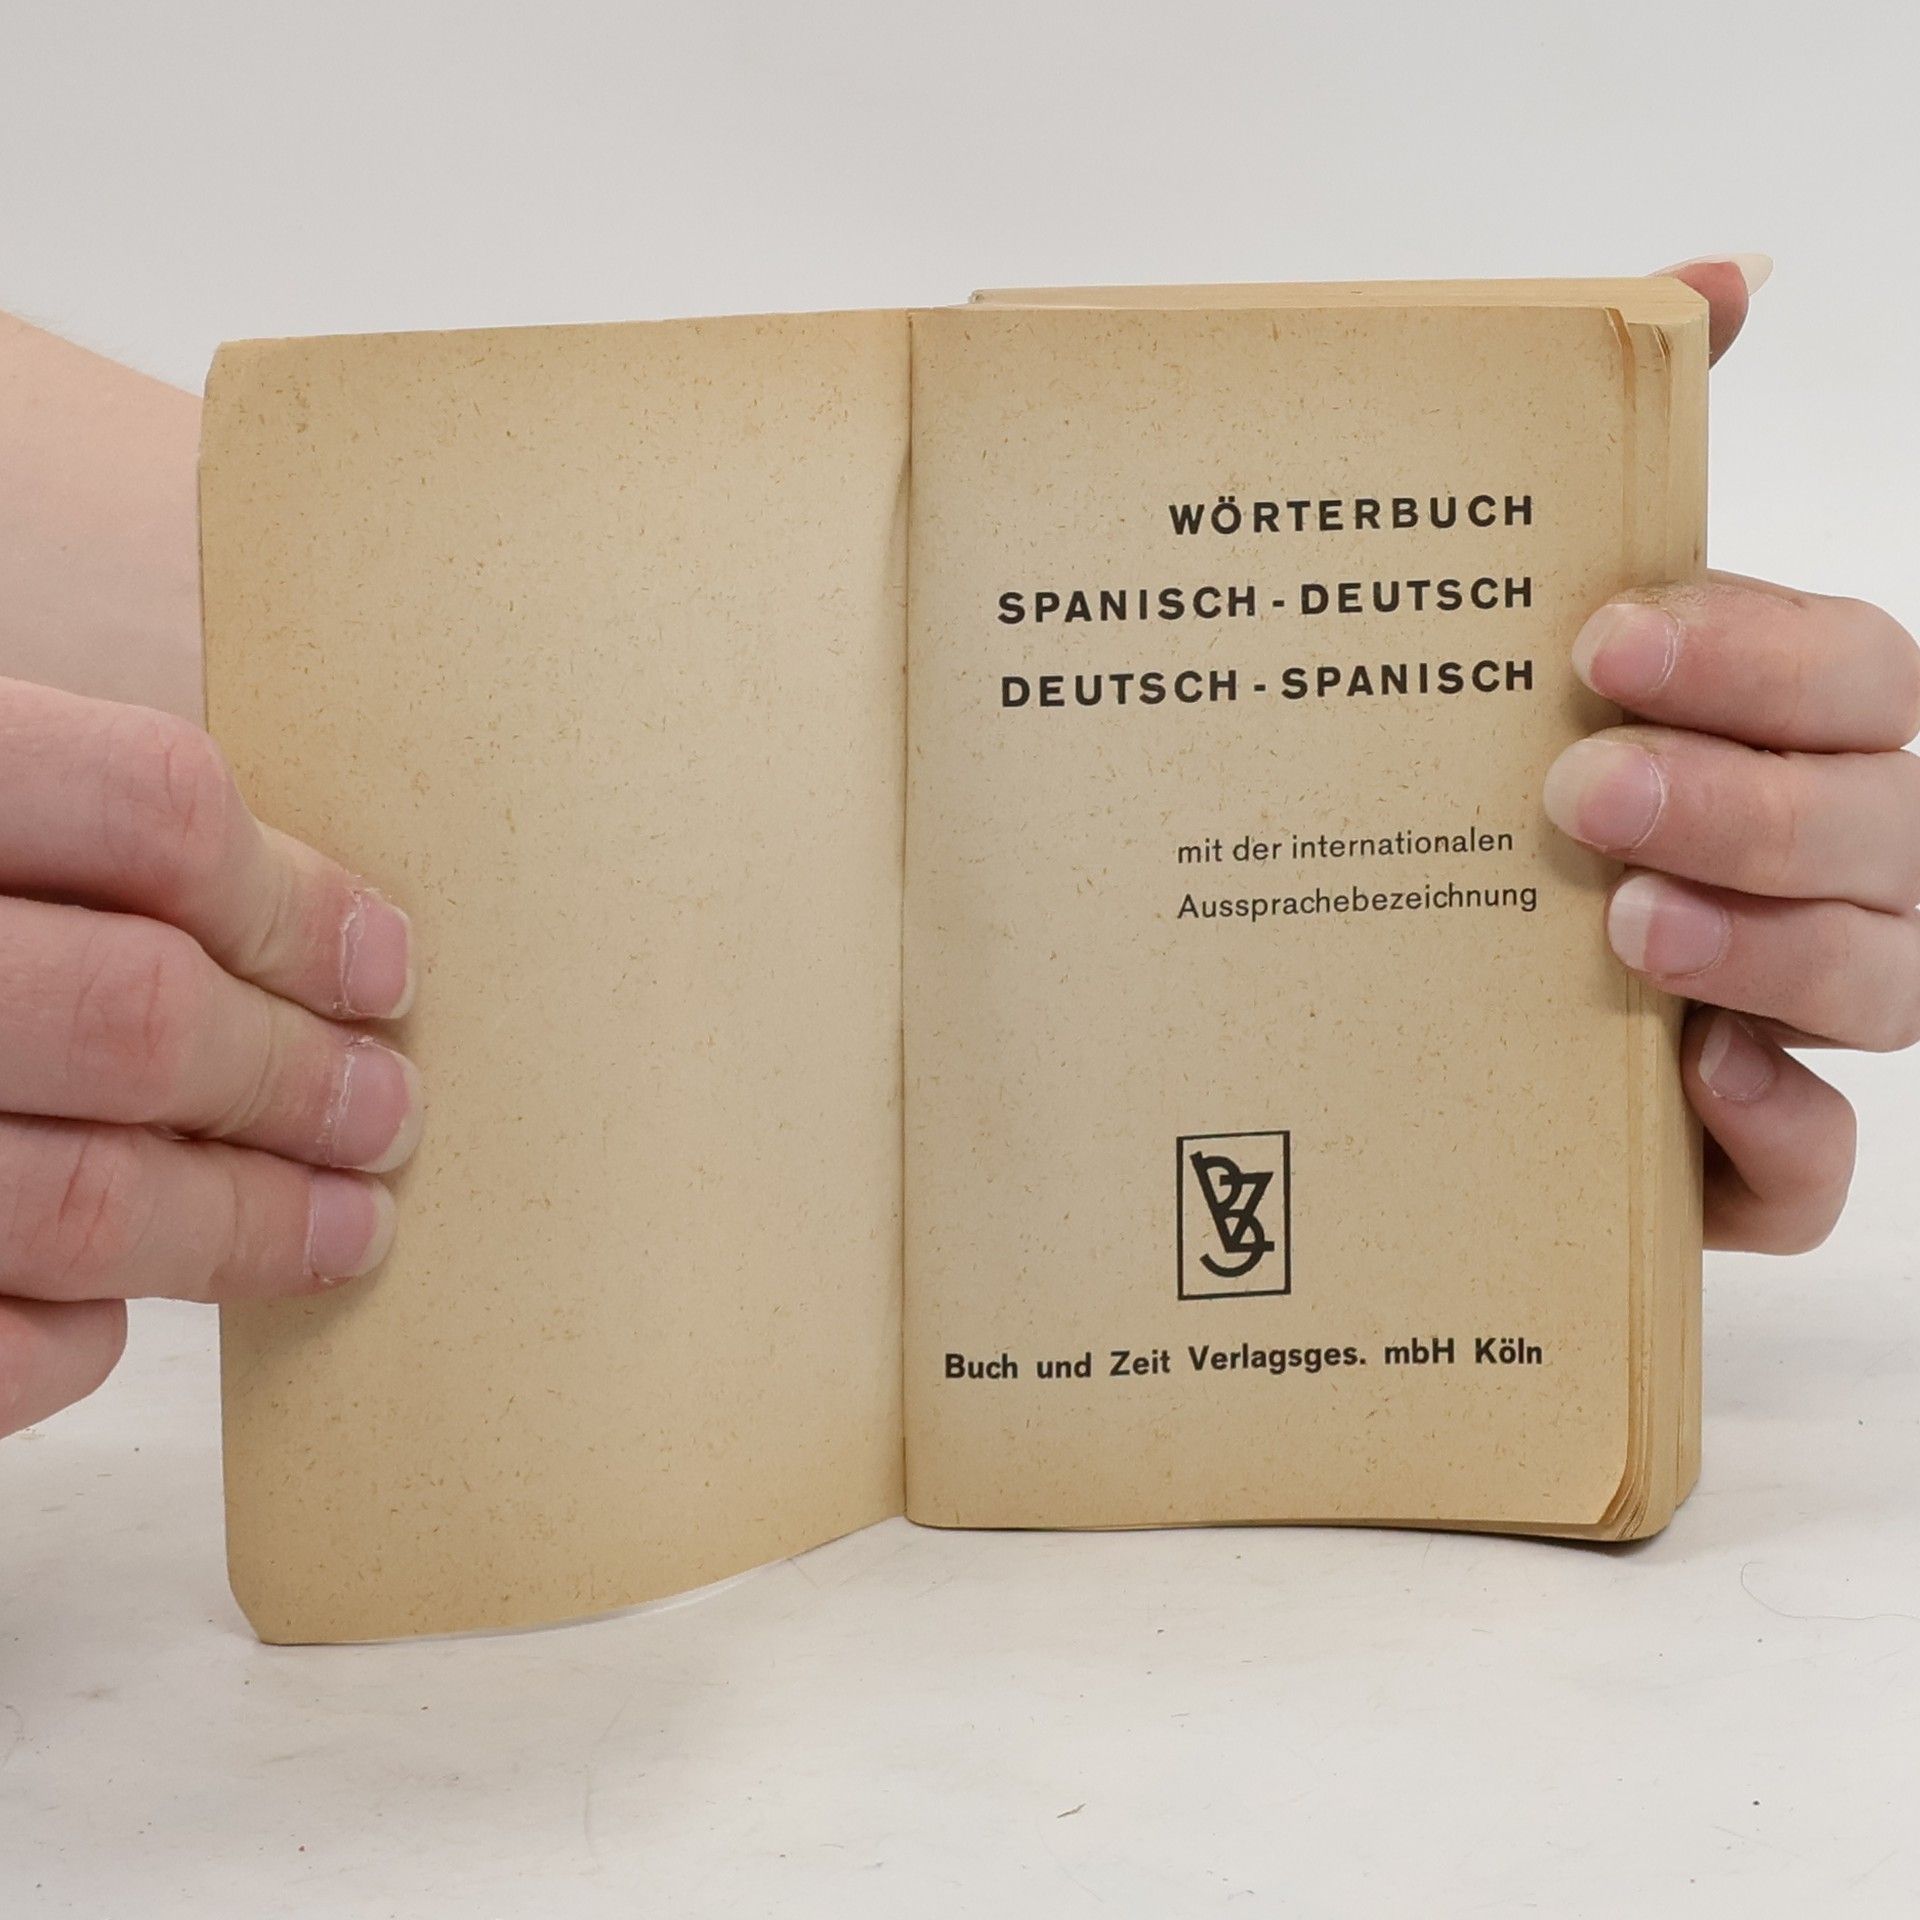 WÖRTERBUCH
SPANISCH - DEUTSCH
DEUTSCH - SPANISCH
mit der internationalen
Aussprachebezeichnung
Buch und Zeit Verlagsges. mbH Köln